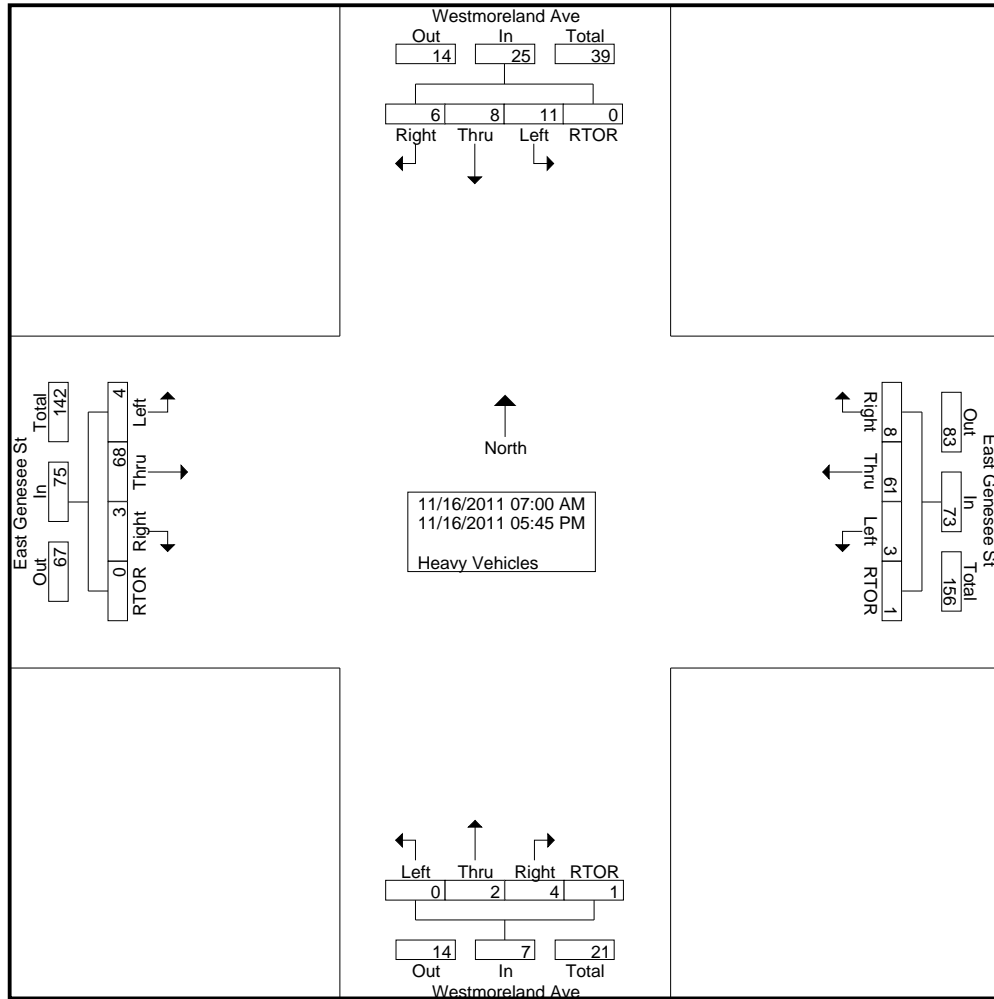 Westmoreland Ave
Out In Total
14 25 39
6 8 11 0
Right Thru Left RTOR
East Genesee St
Total In Out
142 75 67
4 68 3 0
Left Thru Right RTOR
North
11/16/2011 07:00 AM
11/16/2011 05:45 PM
Heavy Vehicles
Right Thru Left RTOR
8 61 3 1
Out In Total
83 73 156
East Genesee St
Left Thru Right RTOR
0 2 4 1
14 7 21
Out In Total
Westmoreland Ave